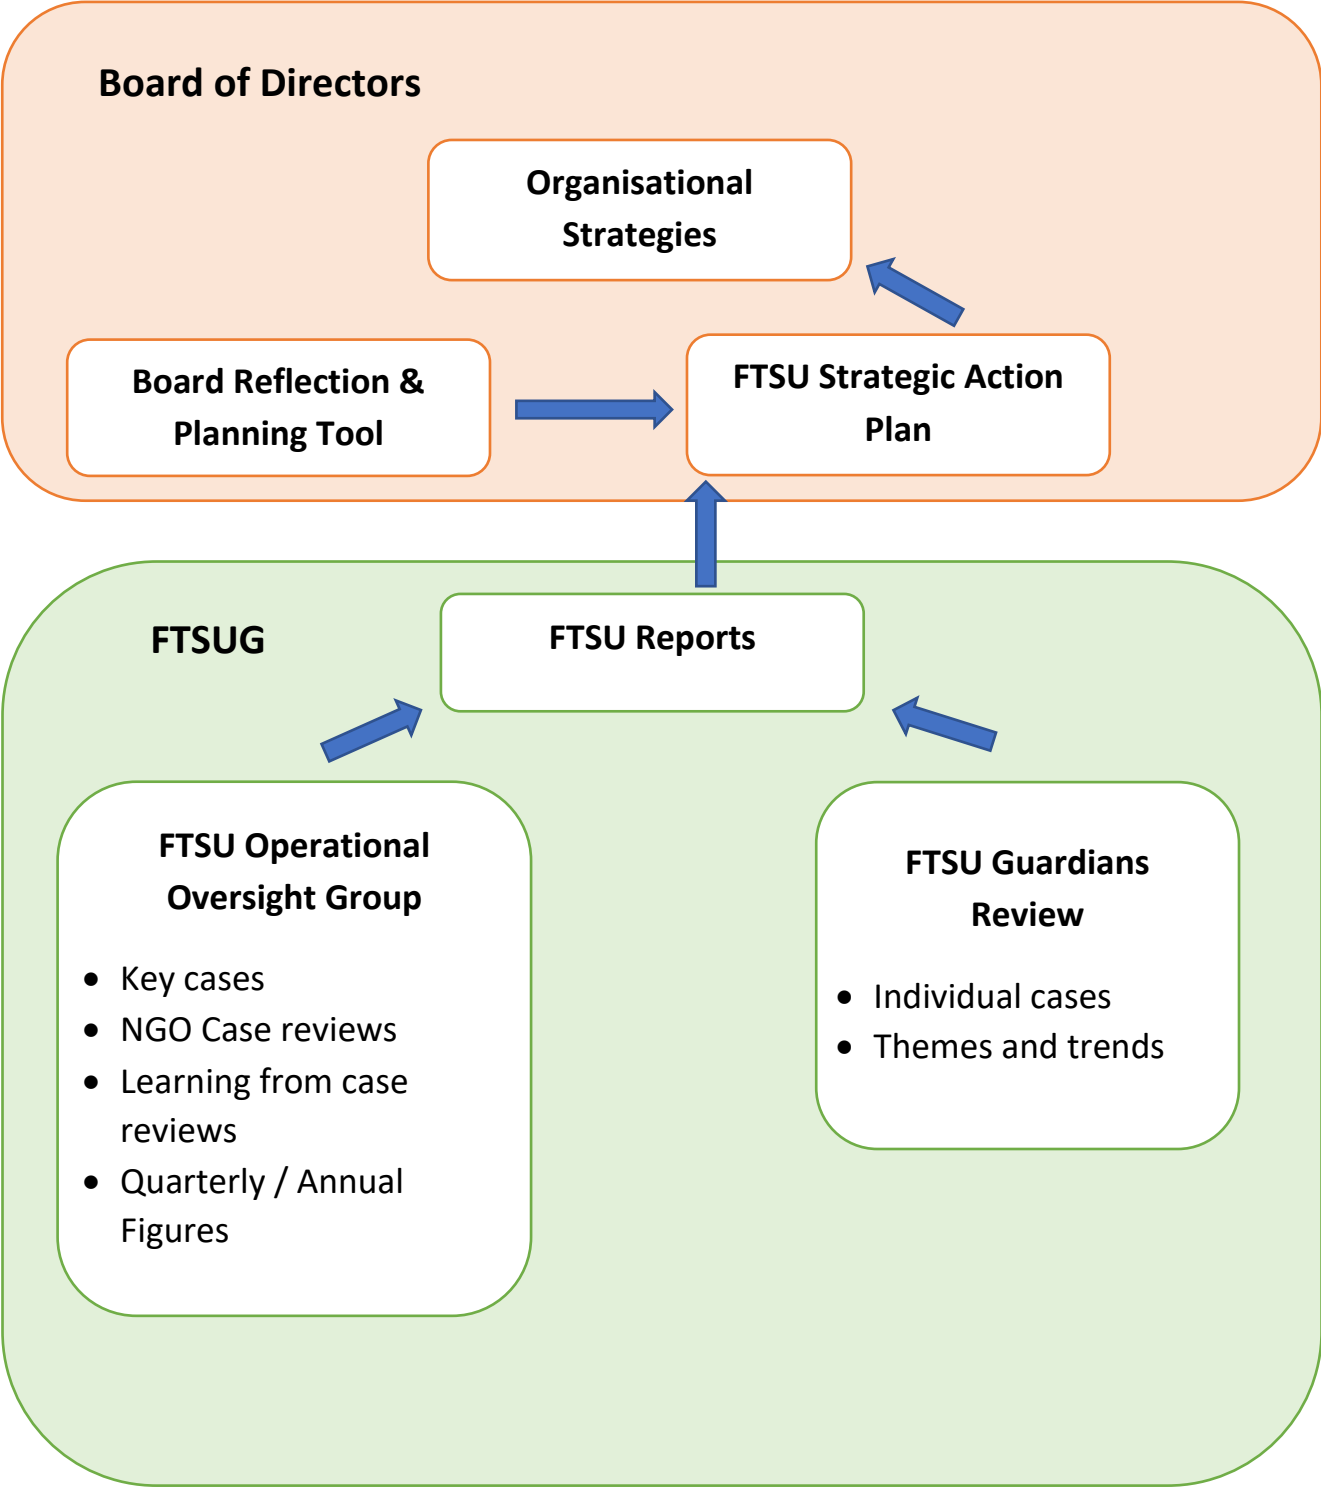 Board of Directors
Organisational
Strategies
Board Reflection &
Planning Tool
FTSU Strategic Action
Plan
FTSUG
FTSU Reports
FTSU Operational
Oversight Group
• Key cases
• NGO Case reviews
• Learning from case
reviews
• Quarterly / Annual
Figures
FTSU Guardians
Review
• Individual cases
• Themes and trends